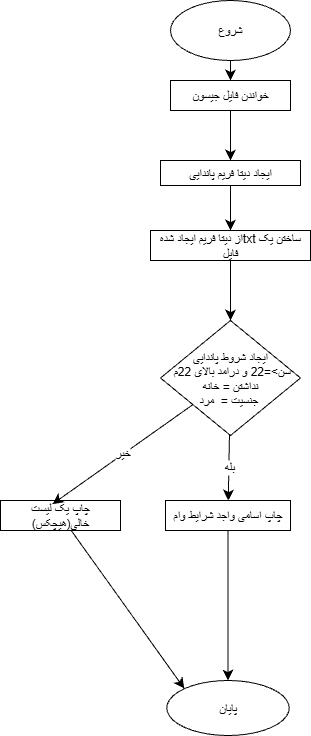 شروع
خواندن فایل جیسون
ایجاد دیتا فریم پاندایی
ساختن یک txtاز دیتا فریم ایجاد شده
فایل
ایجاد شروط پاندایی
سن>=22 و درامد بالای 22م
نداشتن = خانه
جنسیت = مرد
خیر
بله
چاپ یک لیست
خالی(هیچکس)
چاپ اسامی واجد شرایط وام
پایان